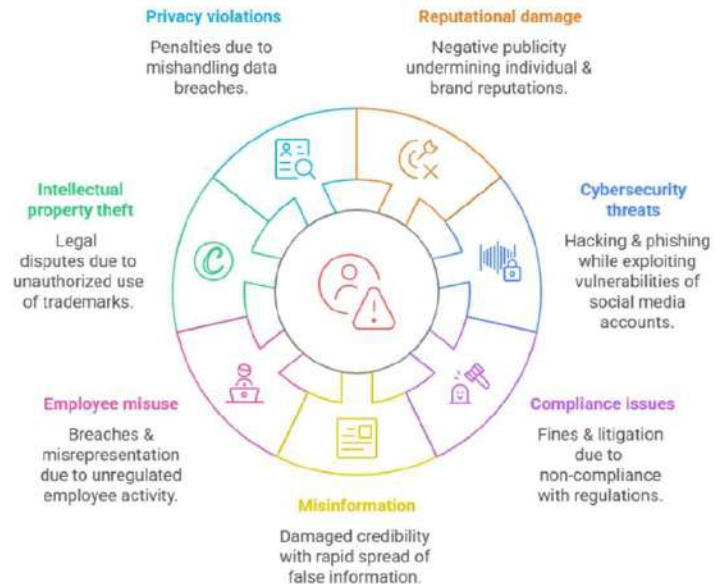 Privacy violations
Penalties due to
mishandling data
breaches.
Reputational damage
Negative publicity
undermining individual &
brand reputations.
Intellectual
property theft
Legal
disputes due to
unauthorized use
of trademarks.
Cybersecurity
threats
Hacking & phishing
while exploiting
vulnerabilities of
social media
accounts.
Employee misuse
Breaches &
misrepresentation
due to unregulated
employee activity.
Compliance issues
Fines & litigation
due to
non-compliance
with regulations.
Misinformation
Damaged credibility
with rapid spread of
false information.